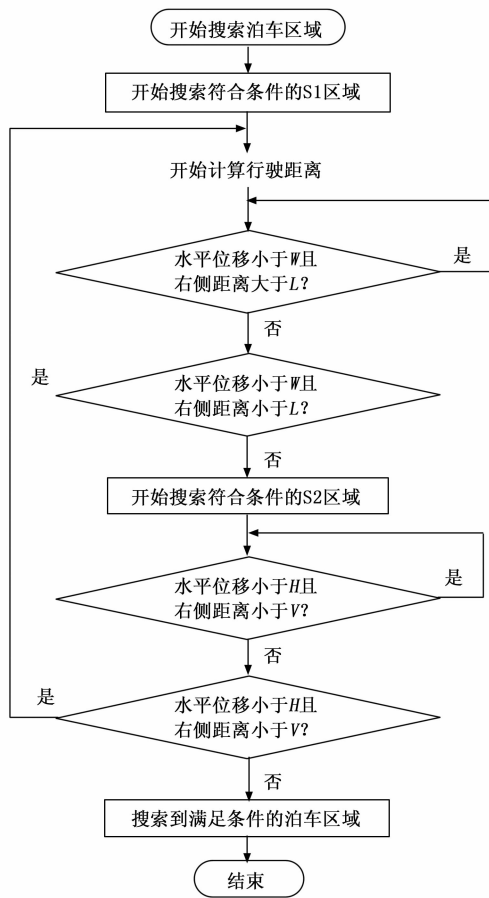 开始搜索泊车区域
开始搜索符合条件的S1区域
开始计算行驶距离
水平位移小于W且
右侧距离大于L?
是
否
水平位移小于W且
右侧距离小于L?
是
否
开始搜索符合条件的S2区域
水平位移小于H且
右侧距离小于V?
是
否
水平位移小于H且
右侧距离小于V?
是
否
搜索到满足条件的泊车区域
结束